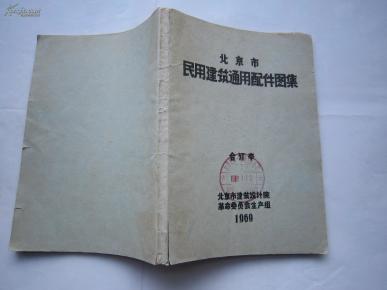 北京市
民用建筑通用配件图集
合订本
北京市建筑设计院
革命委员会生产组
1969